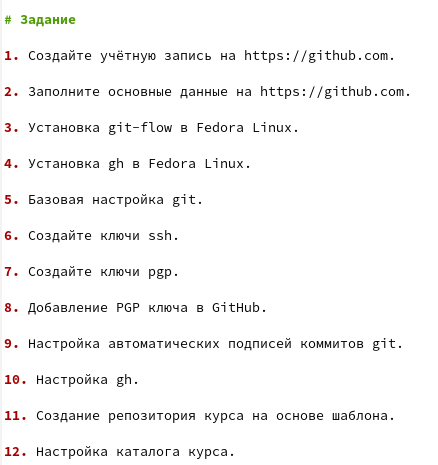 # Задание
1. Создайте учётную запись на https://github.com.
2. Заполните основные данные на https://github.com.
3. Установка git-flow в Fedora Linux.
4. Установка gh в Fedora Linux.
5. Базовая настройка git.
6. Создайте ключи ssh.
7. Создайте ключи pgp.
8. Добавление PGP ключа в GitHub.
9. Настройка автоматических подписей коммитов git.
10. Настройка gh.
11. Создание репозитория курса на основе шаблона.
12. Настройка каталога курса.